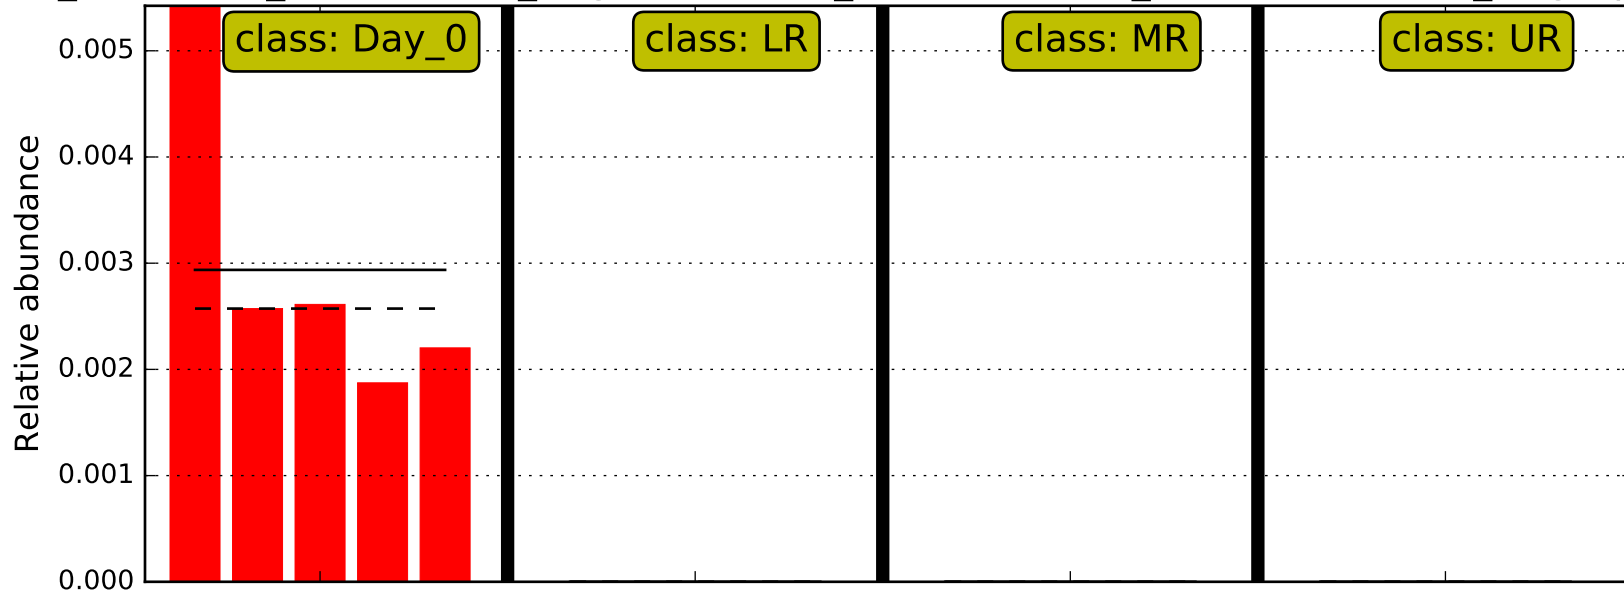 class: Day_0
class: LR
class: MR
class: UR
0.005
0.004
0.003
0.002
0.001
0.000
Relative abundance